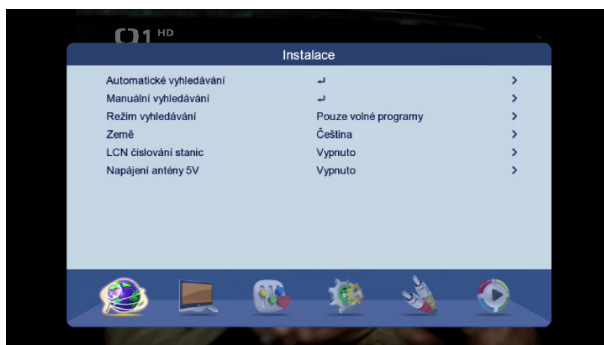 1 HD
Instalace
Automatické vyhledávání
Manuální vyhledávání
Režim vyhledávání Pouze volné programy
Země Čeština
LCN číslování stanic Vypnuto
Napájení antény 5V Vypnuto